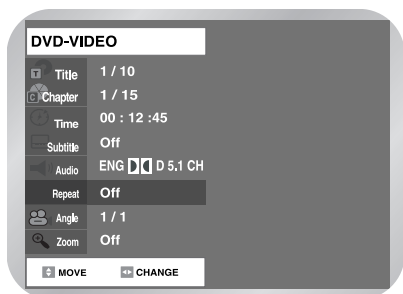 DVD-VIDEO
T Title 1 / 10
C Chapter 1 / 15
Time 00 : 12 :45
Subtitle Off
Audio ENG D 5.1 CH
Repeat Off
Angle 1 / 1
Zoom Off
MOVE CHANGE